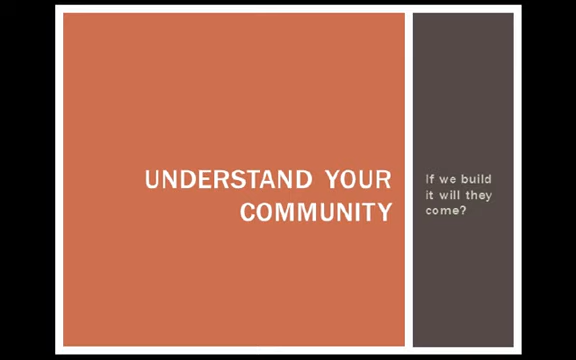 UNDERSTAND YOUR
COMMUNITY
If we build
it will they
come?